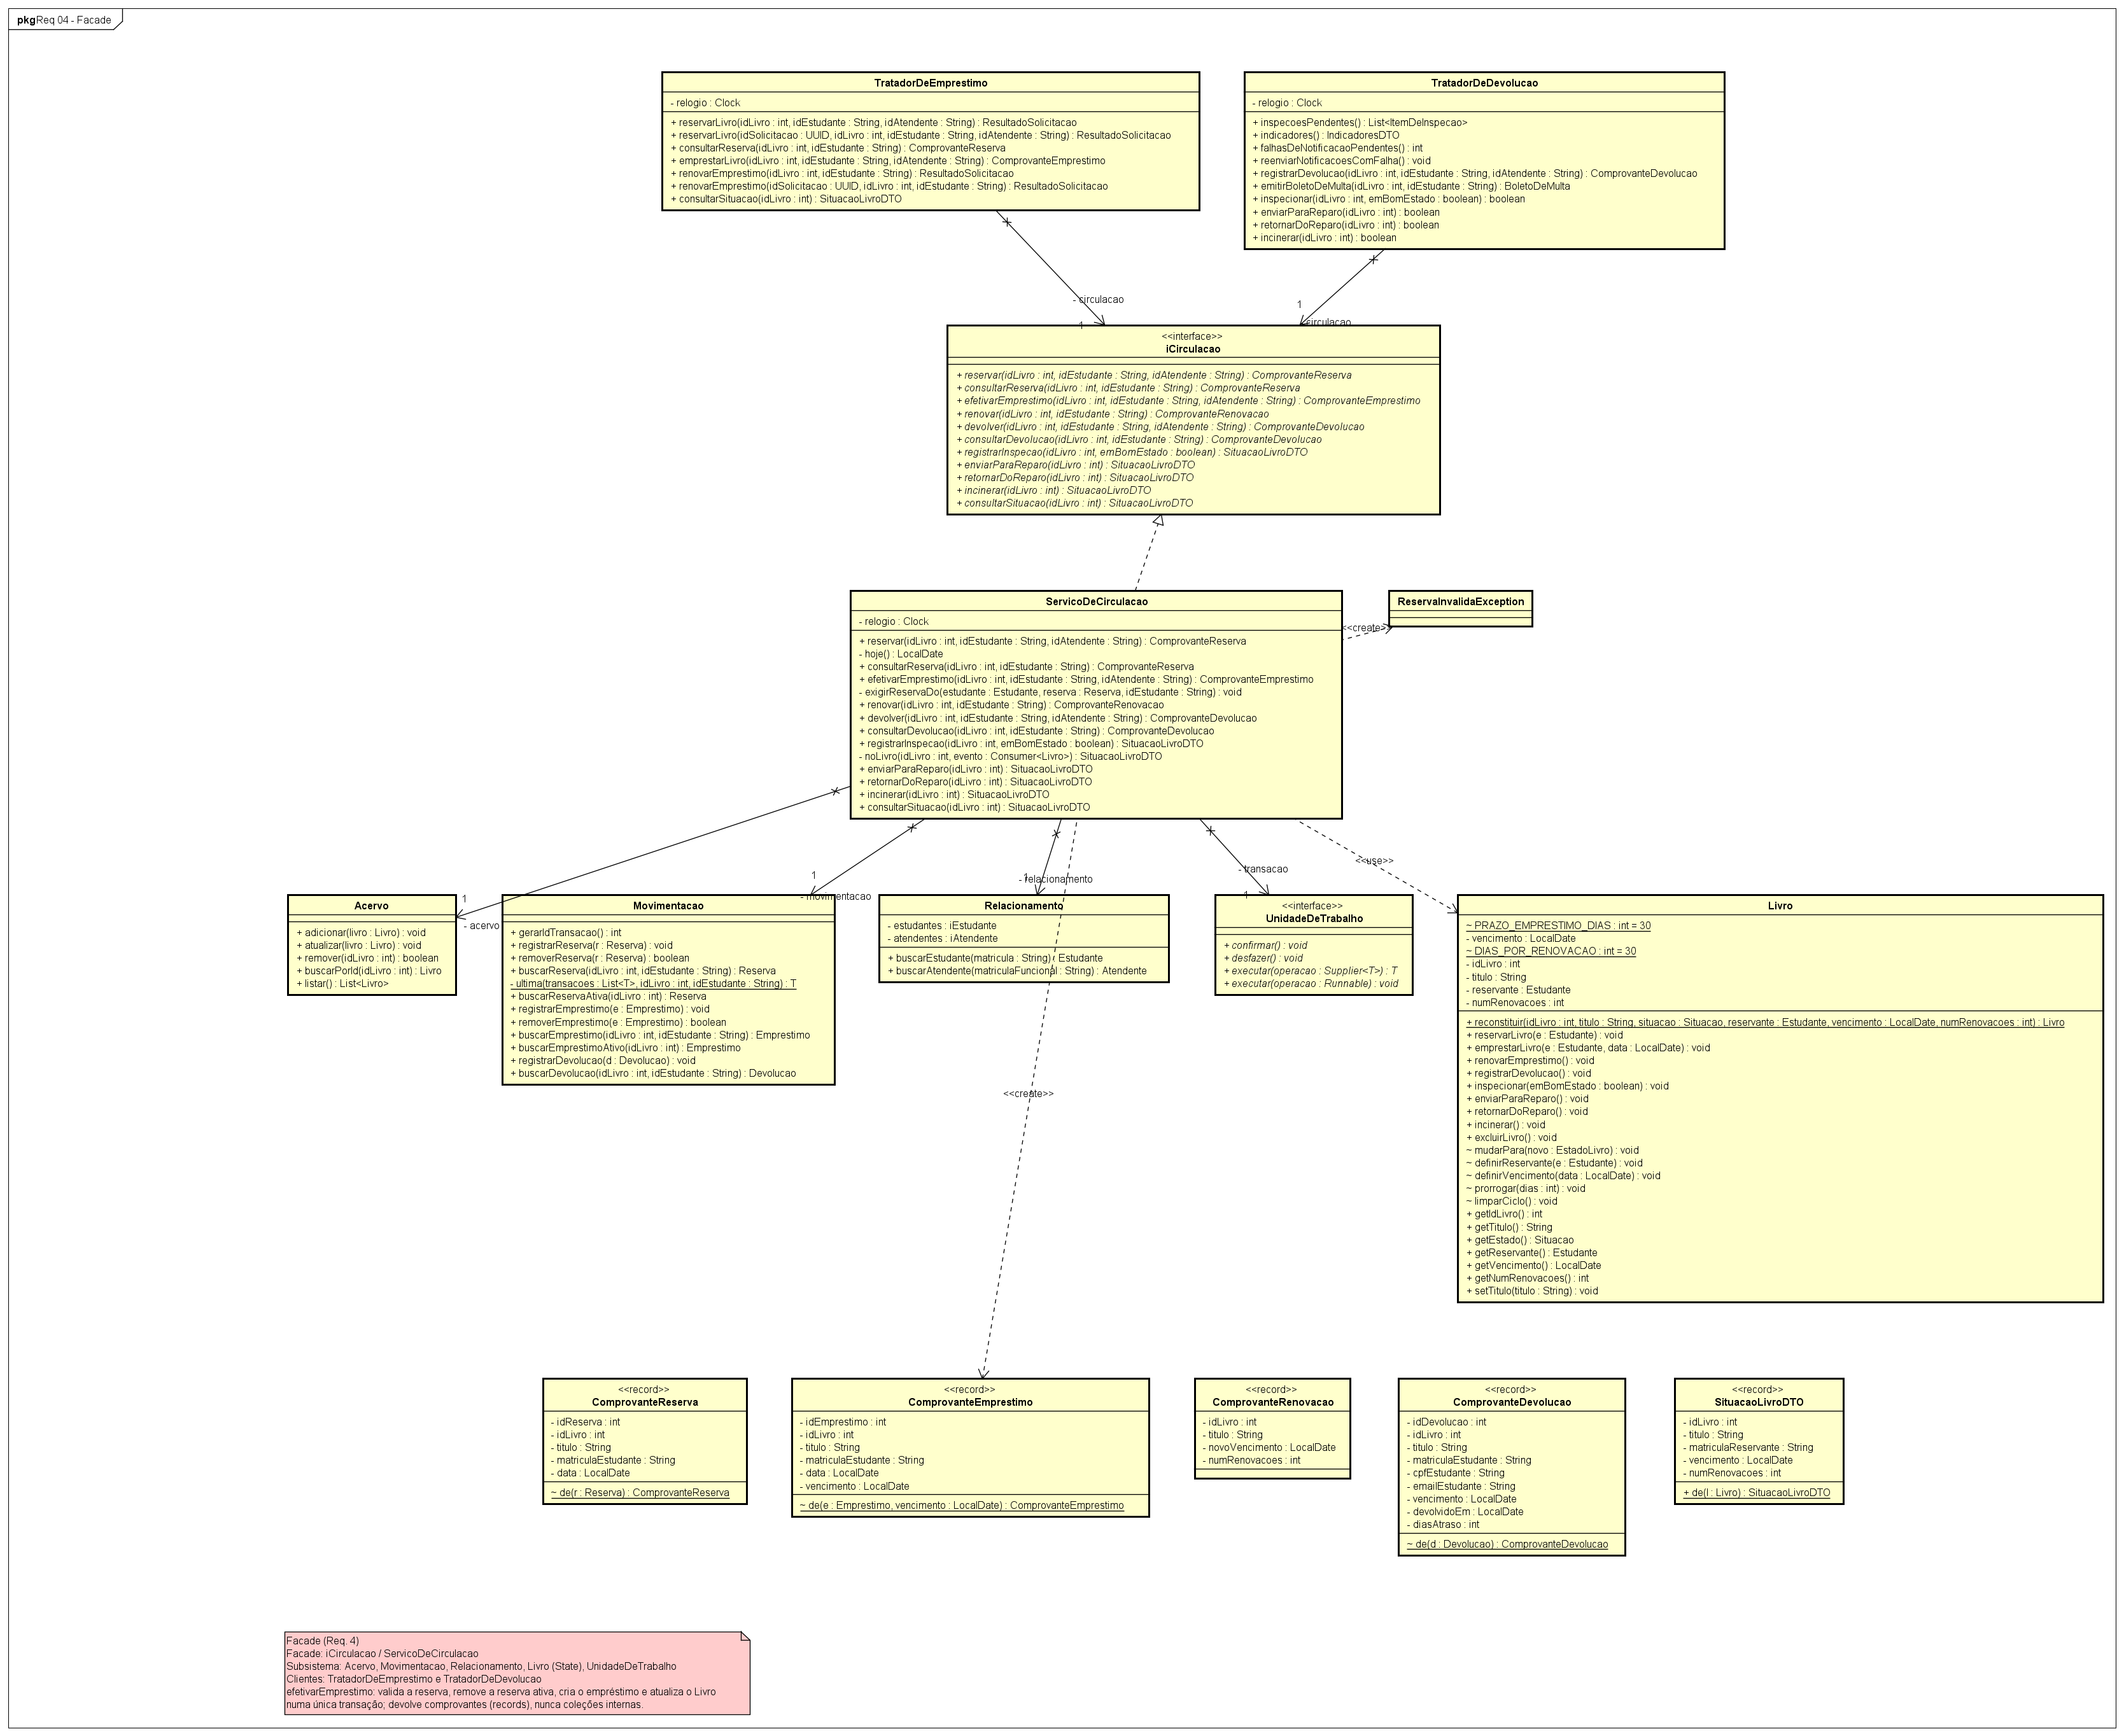 pkg Req 04 - Facade
TratadorDeEmprestimo
- relogio : Clock
+ reservarLivro(idLivro : int, idEstudante : String, idAtendente : String) : ResultadoSolicitacao
+ reservarLivro(idSolicitacao : UUID, idLivro : int, idEstudante : String, idAtendente : String) : ResultadoSolicitacao
+ consultarReserva(idLivro : int, idEstudante : String) : ComprovanteReserva
+ emprestarLivro(idLivro : int, idEstudante : String, idAtendente : String) : ComprovanteEmprestimo
+ renovarEmprestimo(idLivro : int, idEstudante : String) : ResultadoSolicitacao
+ renovarEmprestimo(idSolicitacao : UUID, idLivro : int, idEstudante : String) : ResultadoSolicitacao
+ consultarSituacao(idLivro : int) : SituacaoLivroDTO
TratadorDeDevolucao
- relogio : Clock
+ inspecoesPendentes() : List<ItemDeInspecao>
+ indicadores() : IndicadoresDTO
+ falhasDeNotificacaoPendentes() : int
+ reenviarNotificacoesComFalha() : void
+ registrarDevolucao(idLivro : int, idEstudante : String, idAtendente : String) : ComprovanteDevolucao
+ emitirBoletoDeMulta(idLivro : int, idEstudante : String) : BoletoDeMulta
+ inspecionar(idLivro : int, emBomEstado : boolean) : boolean
+ enviarParaReparo(idLivro : int) : boolean
+ retornarDoReparo(idLivro : int) : boolean
+ incinerar(idLivro : int) : boolean
- circulacao
1
1
- circulacao
<<interface>>
iCirculacao
+ reservar(idLivro : int, idEstudante : String, idAtendente : String) : ComprovanteReserva
+ consultarReserva(idLivro : int, idEstudante : String) : ComprovanteReserva
+ efetivarEmprestimo(idLivro : int, idEstudante : String, idAtendente : String) : ComprovanteEmprestimo
+ renovar(idLivro : int, idEstudante : String) : ComprovanteRenovacao
+ devolver(idLivro : int, idEstudante : String, idAtendente : String) : ComprovanteDevolucao
+ consultarDevolucao(idLivro : int, idEstudante : String) : ComprovanteDevolucao
+ registrarInspecao(idLivro : int, emBomEstado : boolean) : SituacaoLivroDTO
+ enviarParaReparo(idLivro : int) : SituacaoLivroDTO
+ retornarDoReparo(idLivro : int) : SituacaoLivroDTO
+ incinerar(idLivro : int) : SituacaoLivroDTO
+ consultarSituacao(idLivro : int) : SituacaoLivroDTO
ServicoDeCirculacao
- relogio : Clock
+ reservar(idLivro : int, idEstudante : String, idAtendente : String) : ComprovanteReserva
- hoje() : LocalDate
+ consultarReserva(idLivro : int, idEstudante : String) : ComprovanteReserva
+ efetivarEmprestimo(idLivro : int, idEstudante : String, idAtendente : String) : ComprovanteEmprestimo
- exigirReservaDo(estudante : Estudante, reserva : Reserva, idEstudante : String) : void
+ renovar(idLivro : int, idEstudante : String) : ComprovanteRenovacao
+ devolver(idLivro : int, idEstudante : String, idAtendente : String) : ComprovanteDevolucao
+ consultarDevolucao(idLivro : int, idEstudante : String) : ComprovanteDevolucao
+ registrarInspecao(idLivro : int, emBomEstado : boolean) : SituacaoLivroDTO
- noLivro(idLivro : int, evento : Consumer<Livro>) : SituacaoLivroDTO
+ enviarParaReparo(idLivro : int) : SituacaoLivroDTO
+ retornarDoReparo(idLivro : int) : SituacaoLivroDTO
+ incinerar(idLivro : int) : SituacaoLivroDTO
+ consultarSituacao(idLivro : int) : SituacaoLivroDTO
ReservaInvalidaException
<<create>>
1
- acervo
1
- movimentacao
1
- relacionamento
- transacao
1
<<use>>
Acervo
+ adicionar(livro : Livro) : void
+ atualizar(livro : Livro) : void
+ remover(idLivro : int) : boolean
+ buscarPorId(idLivro : int) : Livro
+ listar() : List<Livro>
Movimentacao
+ gerarIdTransacao() : int
+ registrarReserva(r : Reserva) : void
+ removerReserva(r : Reserva) : boolean
+ buscarReserva(idLivro : int, idEstudante : String) : Reserva
- ultima(transacoes : List<T>, idLivro : int, idEstudante : String) : T
+ buscarReservaAtiva(idLivro : int) : Reserva
+ registrarEmprestimo(e : Emprestimo) : void
+ removerEmprestimo(e : Emprestimo) : boolean
+ buscarEmprestimo(idLivro : int, idEstudante : String) : Emprestimo
+ buscarEmprestimoAtivo(idLivro : int) : Emprestimo
+ registrarDevolucao(d : Devolucao) : void
+ buscarDevolucao(idLivro : int, idEstudante : String) : Devolucao
Relacionamento
- estudantes : iEstudante
- atendentes : iAtendente
+ buscarEstudante(matricula : String) : Estudante
+ buscarAtendente(matriculaFuncional : String) : Atendente
<<interface>>
UnidadeDeTrabalho
+ confirmar() : void
+ desfazer() : void
+ executar(operacao : Supplier<T>) : T
+ executar(operacao : Runnable) : void
Livro
~ PRAZO_EMPRESTIMO_DIAS : int = 30
- vencimento : LocalDate
~ DIAS_POR_RENOVACAO : int = 30
- idLivro : int
- titulo : String
- reservante : Estudante
- numRenovacoes : int
+ reconstituir(idLivro : int, titulo : String, situacao : Situacao, reservante : Estudante, vencimento : LocalDate, numRenovacoes : int) : Livro
+ reservarLivro(e : Estudante) : void
+ emprestarLivro(e : Estudante, data : LocalDate) : void
+ renovarEmprestimo() : void
+ registrarDevolucao() : void
+ inspecionar(emBomEstado : boolean) : void
+ enviarParaReparo() : void
+ retornarDoReparo() : void
+ incinerar() : void
+ excluirLivro() : void
~ mudarPara(novo : EstadoLivro) : void
~ definirReservante(e : Estudante) : void
~ definirVencimento(data : LocalDate) : void
~ prorrogar(dias : int) : void
~ limparCiclo() : void
+ getIdLivro() : int
+ getTitulo() : String
+ getEstado() : Situacao
+ getReservante() : Estudante
+ getVencimento() : LocalDate
+ getNumRenovacoes() : int
+ setTitulo(titulo : String) : void
<<create>>
<<record>>
ComprovanteReserva
- idReserva : int
- idLivro : int
- titulo : String
- matriculaEstudante : String
- data : LocalDate
~ de(r : Reserva) : ComprovanteReserva
<<record>>
ComprovanteEmprestimo
- idEmprestimo : int
- idLivro : int
- titulo : String
- matriculaEstudante : String
- data : LocalDate
- vencimento : LocalDate
~ de(e : Emprestimo, vencimento : LocalDate) : ComprovanteEmprestimo
<<record>>
ComprovanteRenovacao
- idLivro : int
- titulo : String
- novoVencimento : LocalDate
- numRenovacoes : int
<<record>>
ComprovanteDevolucao
- idDevolucao : int
- idLivro : int
- titulo : String
- matriculaEstudante : String
- cpfEstudante : String
- emailEstudante : String
- vencimento : LocalDate
- devolvidoEm : LocalDate
- diasAtraso : int
~ de(d : Devolucao) : ComprovanteDevolucao
<<record>>
SituacaoLivroDTO
- idLivro : int
- titulo : String
- matriculaReservante : String
- vencimento : LocalDate
- numRenovacoes : int
+ de(l : Livro) : SituacaoLivroDTO
Facade (Req. 4)
Facade: iCirculacao / ServicoDeCirculacao
Subsistema: Acervo, Movimentacao, Relacionamento, Livro (State), UnidadeDeTrabalho
Clientes: TratadorDeEmprestimo e TratadorDeDevolucao
efetivarEmprestimo: valida a reserva, remove a reserva ativa, cria o empréstimo e atualiza o Livro
numa única transação; devolve comprovantes (records), nunca coleções internas.